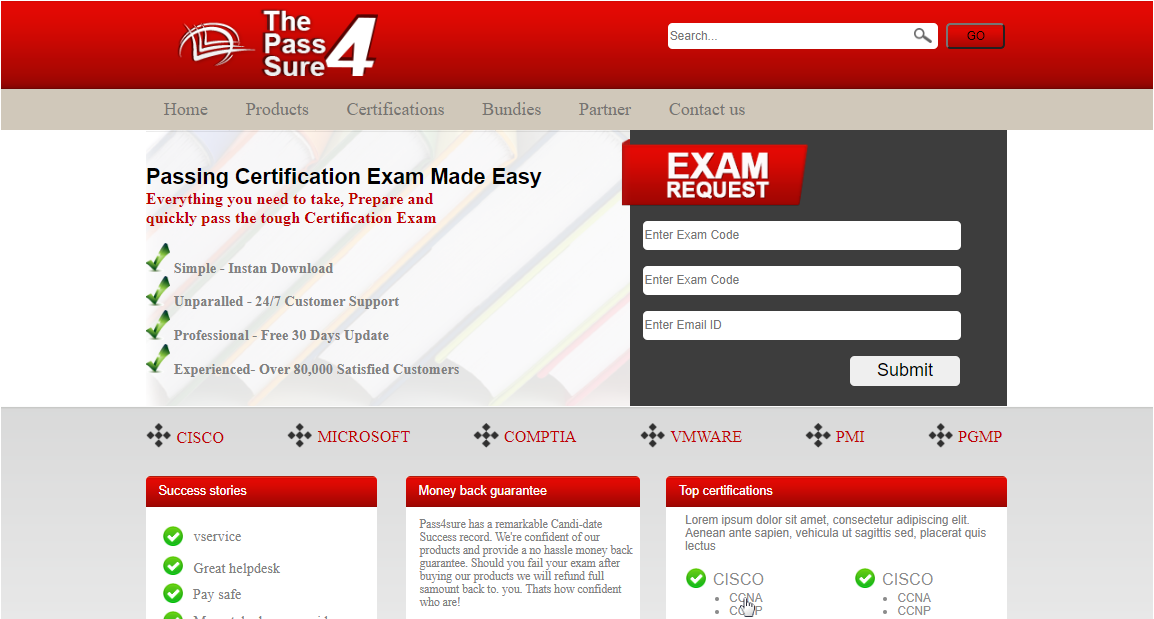 The
Pass
Sure
4
Search...
GO
Home Products Certifications Bundies Partner Contact us
Passing Certification Exam Made Easy
Everything you need to take, Prepare and
quickly pass the tough Certification Exam
Simple - Instan Download
Unparalled - 24/7 Customer Support
Professional - Free 30 Days Update
Experienced- Over 80,000 Satisfied Customers
EXAM
REQUEST
Enter Exam Code
Enter Exam Code
Enter Email ID
Submit
CISCO MICROSOFT COMPTIA VMWARE PMI PGMP
Success stories
vservice
Great helpdesk
Pay safe
Money back guarantee
Pass4sure has a remarkable Candi-date
Success record. We're confident of our
products and provide a no hassle money back
guarantee. Should you fail your exam after
buying our products we will refund full
samount back to. you. Thats how confident
who are!
Top certifications
Lorem ipsum dolor sit amet, consectetur adipiscing elit.
Aenean ante sapien, vehicula ut sagittis sed, placerat quis
lectus
CISCO
CCNA
CCNP
CISCO
CCNA
CCNP